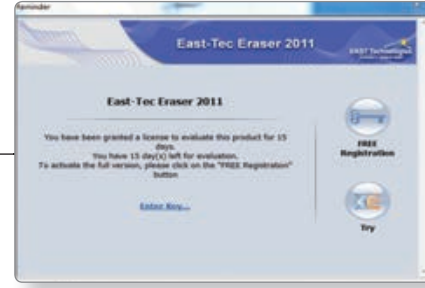 Reminder
East-Tec Eraser 2011
East-Tec Eraser 2011
You have been granted a license to evaluate this product for 15
days.
You have 15 day(s) left for evaluation.
To activate the full version, please click on the "FREE Registration"
button
Enter Key...
FREE
Registration
Try